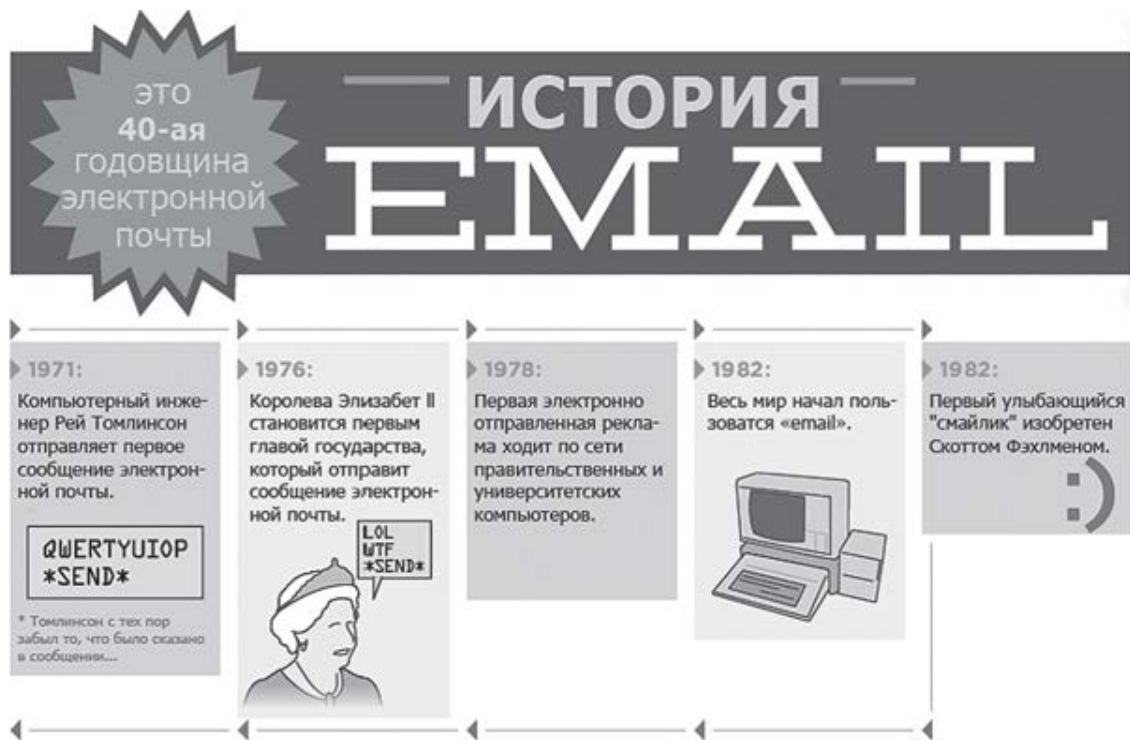 это
40-ая
годовщина
электронной
почты
ИСТОРИЯ
EMAIL
1971:
Компьютерный инже-
нер Рей Томлинсон
отправляет первое
сообщение электрон-
ной почты.
QWERTYUIOP
*SEND*
* Томлинсон с тех пор
забыл то, что было сказано
в сообщении...
1976:
Королева Элизабет II
становится первым
главой государства,
который отправит
сообщение электрон-
ной почты.
LOL
WTF
*SEND*
1978:
Первая электронно
отправленная рекла-
ма ходит по сети
правительственных и
университетских
компьютеров.
1982:
Весь мир начал поль-
зоватся «email».
1982:
Первый улыбающийся
"смайлик" изобретен
Скоттом Фэхлменом.
:)